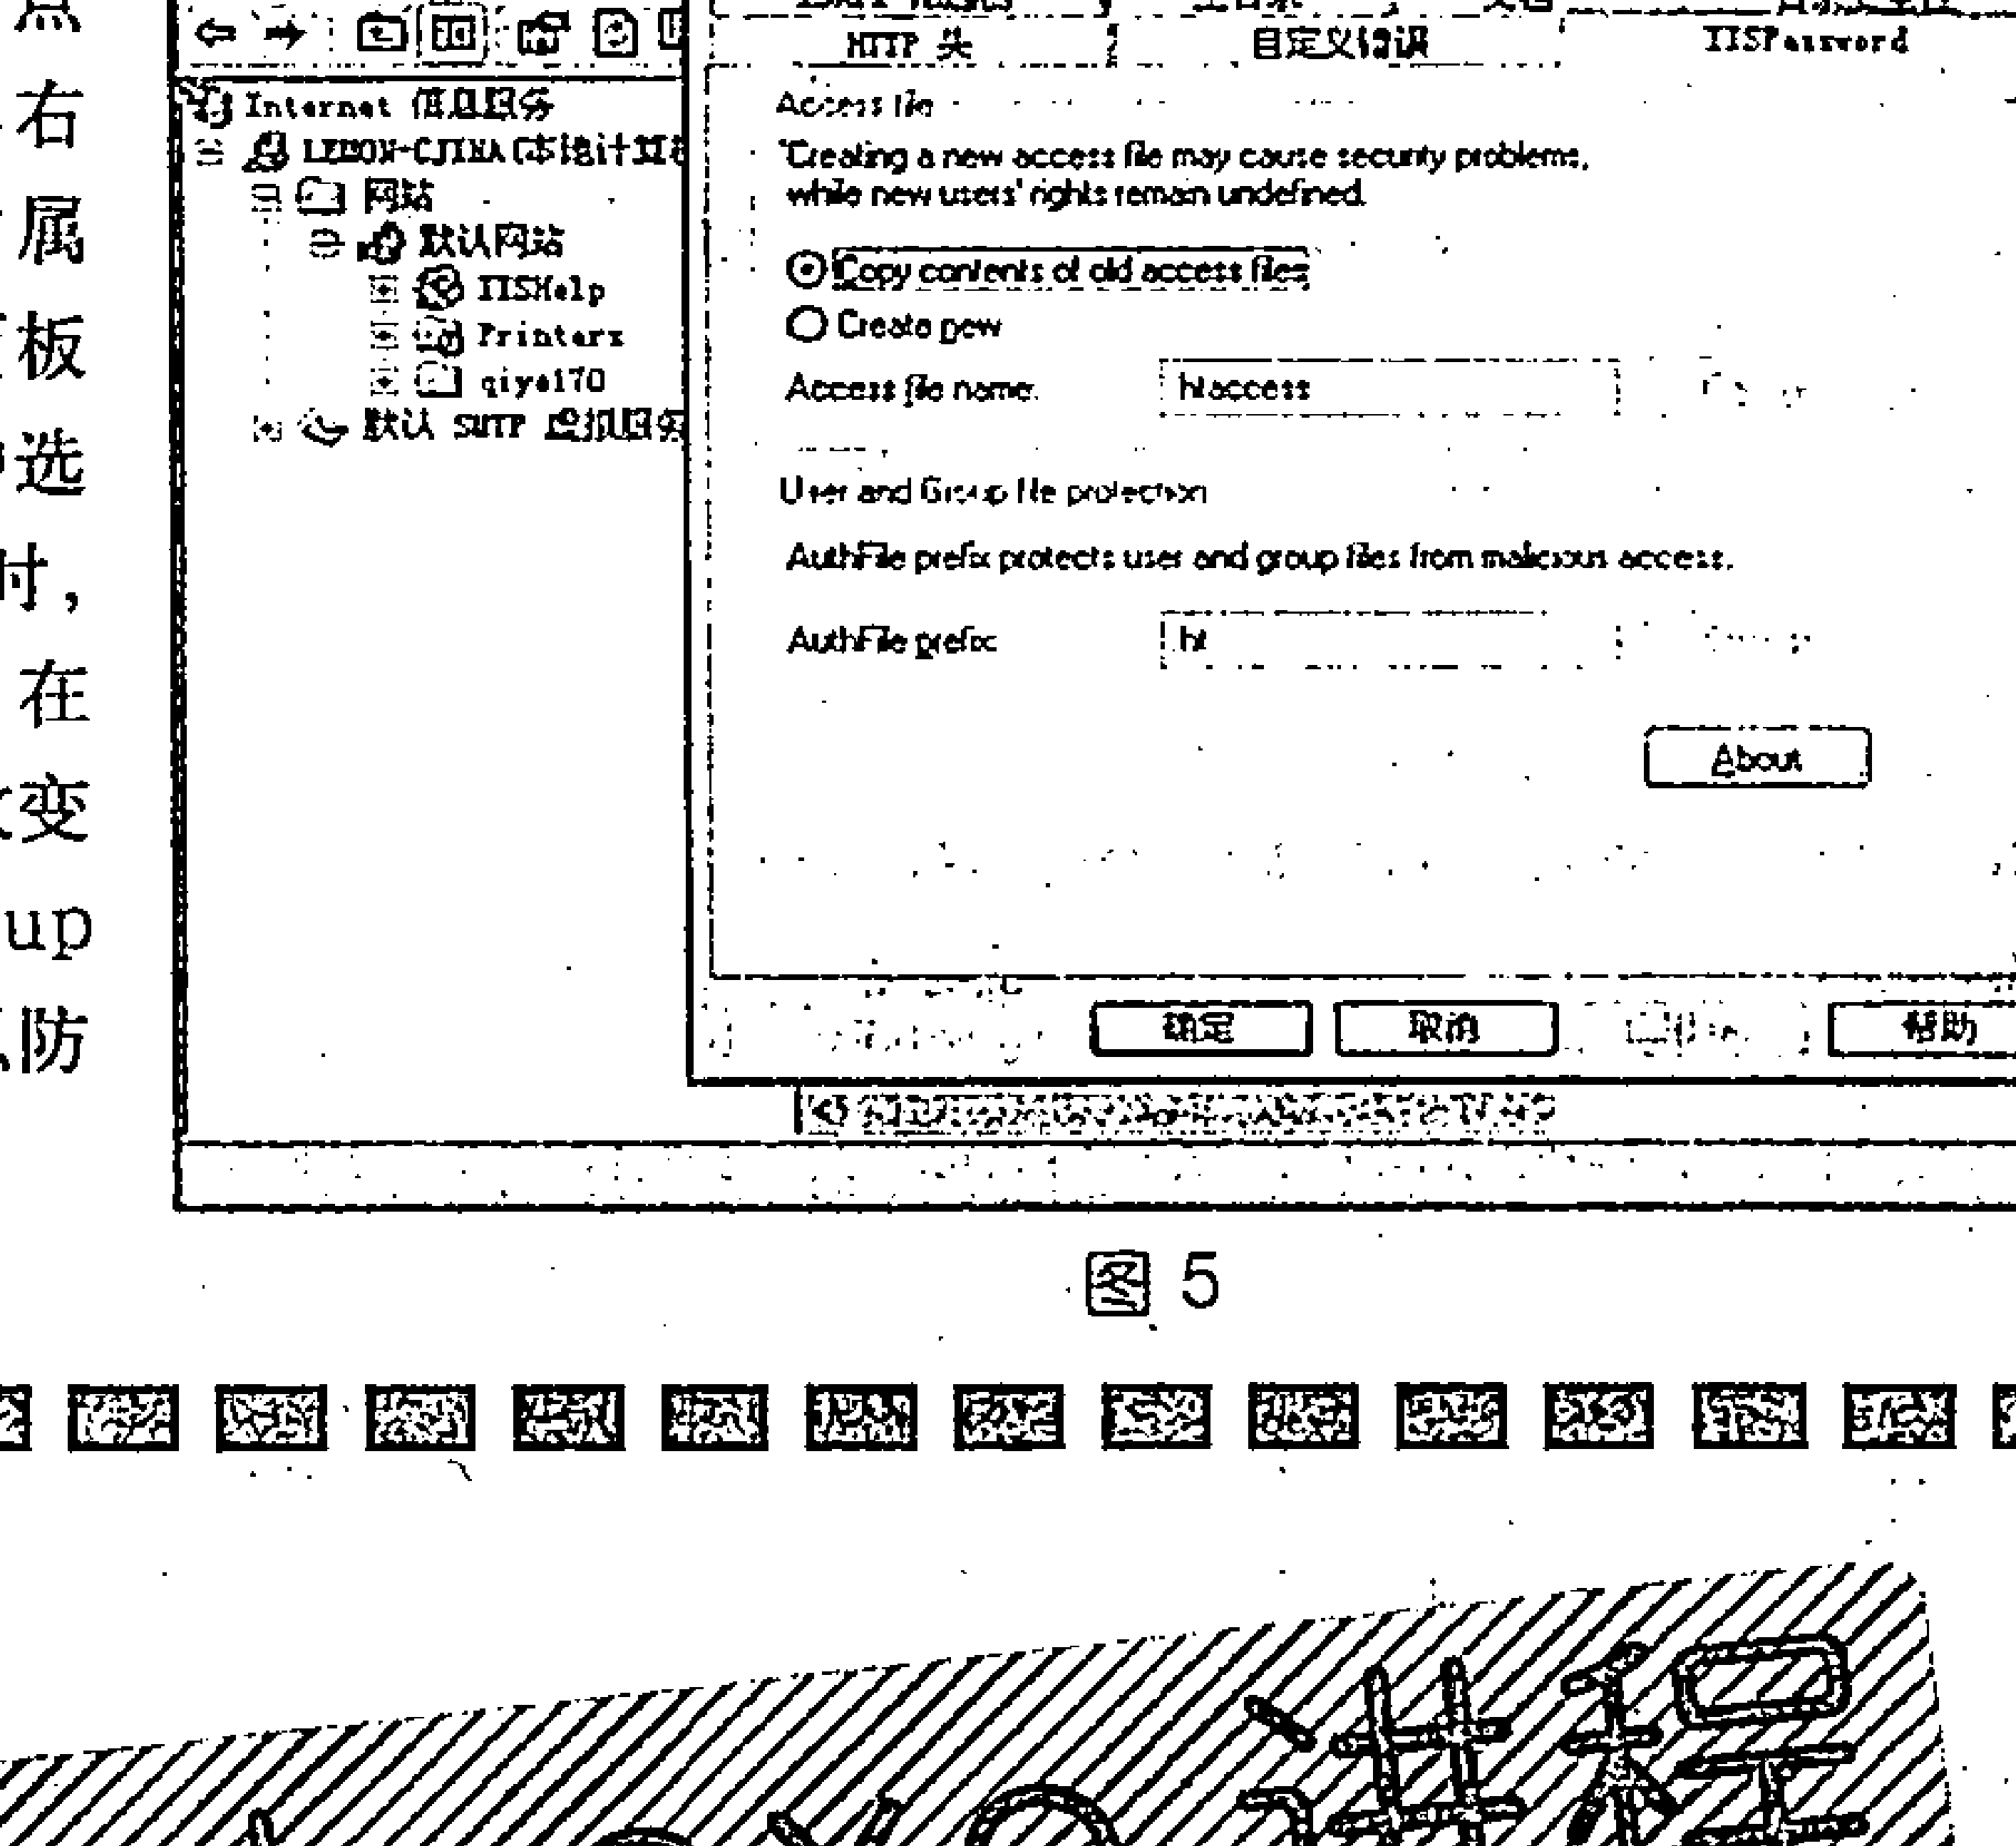 点
右
属
板
选
时，
在
变
up
防
HTTP 头
自定义错误
IISPassword
Internet 信息服务
网站
默认网站
IISHelp
Printers
qiye170
默认 SMTP 虚拟服务
Access file
Creating a new access file may cause security problems,
while new users' rights remain undefined.
Copy contents of old access files
Create new
Access file name:
htaccess
User and Group file protection
AuthFile prefix protects user and group files from malicious access.
AuthFile prefix
.ht
About
确定
取消
帮助
图 5